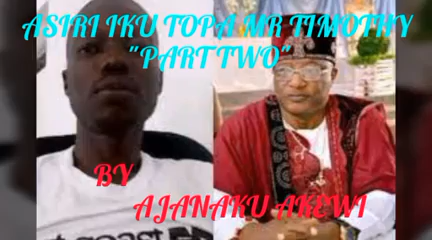 ASIRI IKU TOPA MR TIMOTHY
"PART TWO"
BY
AJANAKU AKEWI